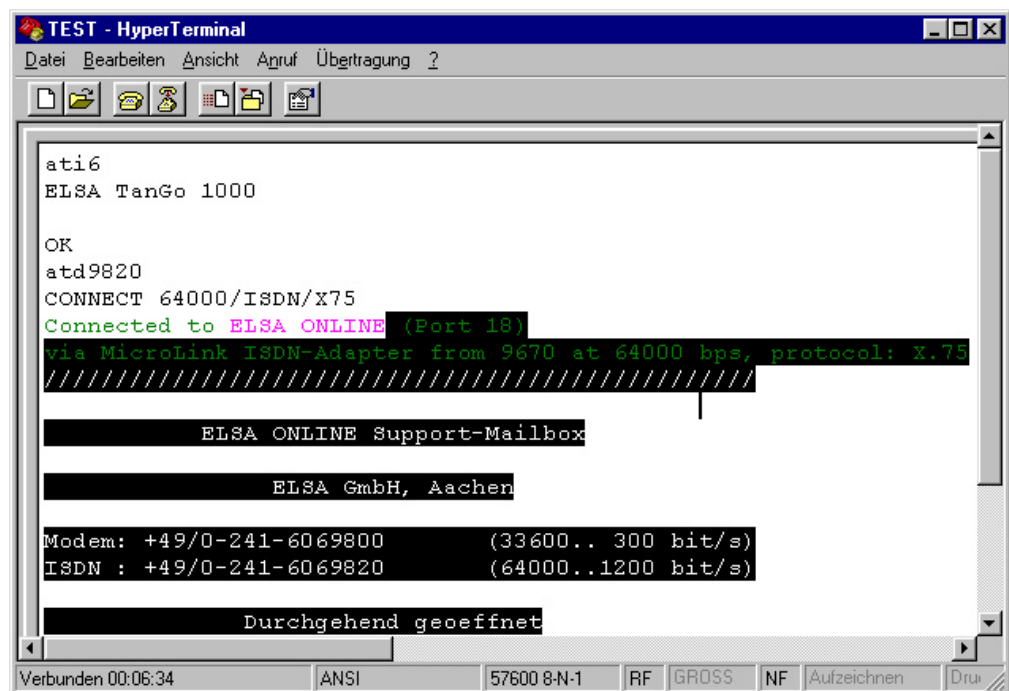 TEST - HyperTerminal
Datei Bearbeiten Ansicht Anruf Übertragung ?
ati6
ELSA TanGo 1000
OK
atd9820
CONNECT 64000/ISDN/X75
Connected to ELSA ONLINE (Port 18)
via MicroLink ISDN-Adapter from 9670 at 64000 bps, protocol: X.75
//////////////////////////////////////////////////
ELSA ONLINE Support-Mailbox
ELSA GmbH, Aachen
Modem: +49/0-241-6069800 (33600.. 300 bit/s)
ISDN : +49/0-241-6069820 (64000..1200 bit/s)
Durchgehend geoeffnet
Verbunden 00:06:34 ANSI 57600 8-N-1 RF GROSS NF Aufzeichnen Dru